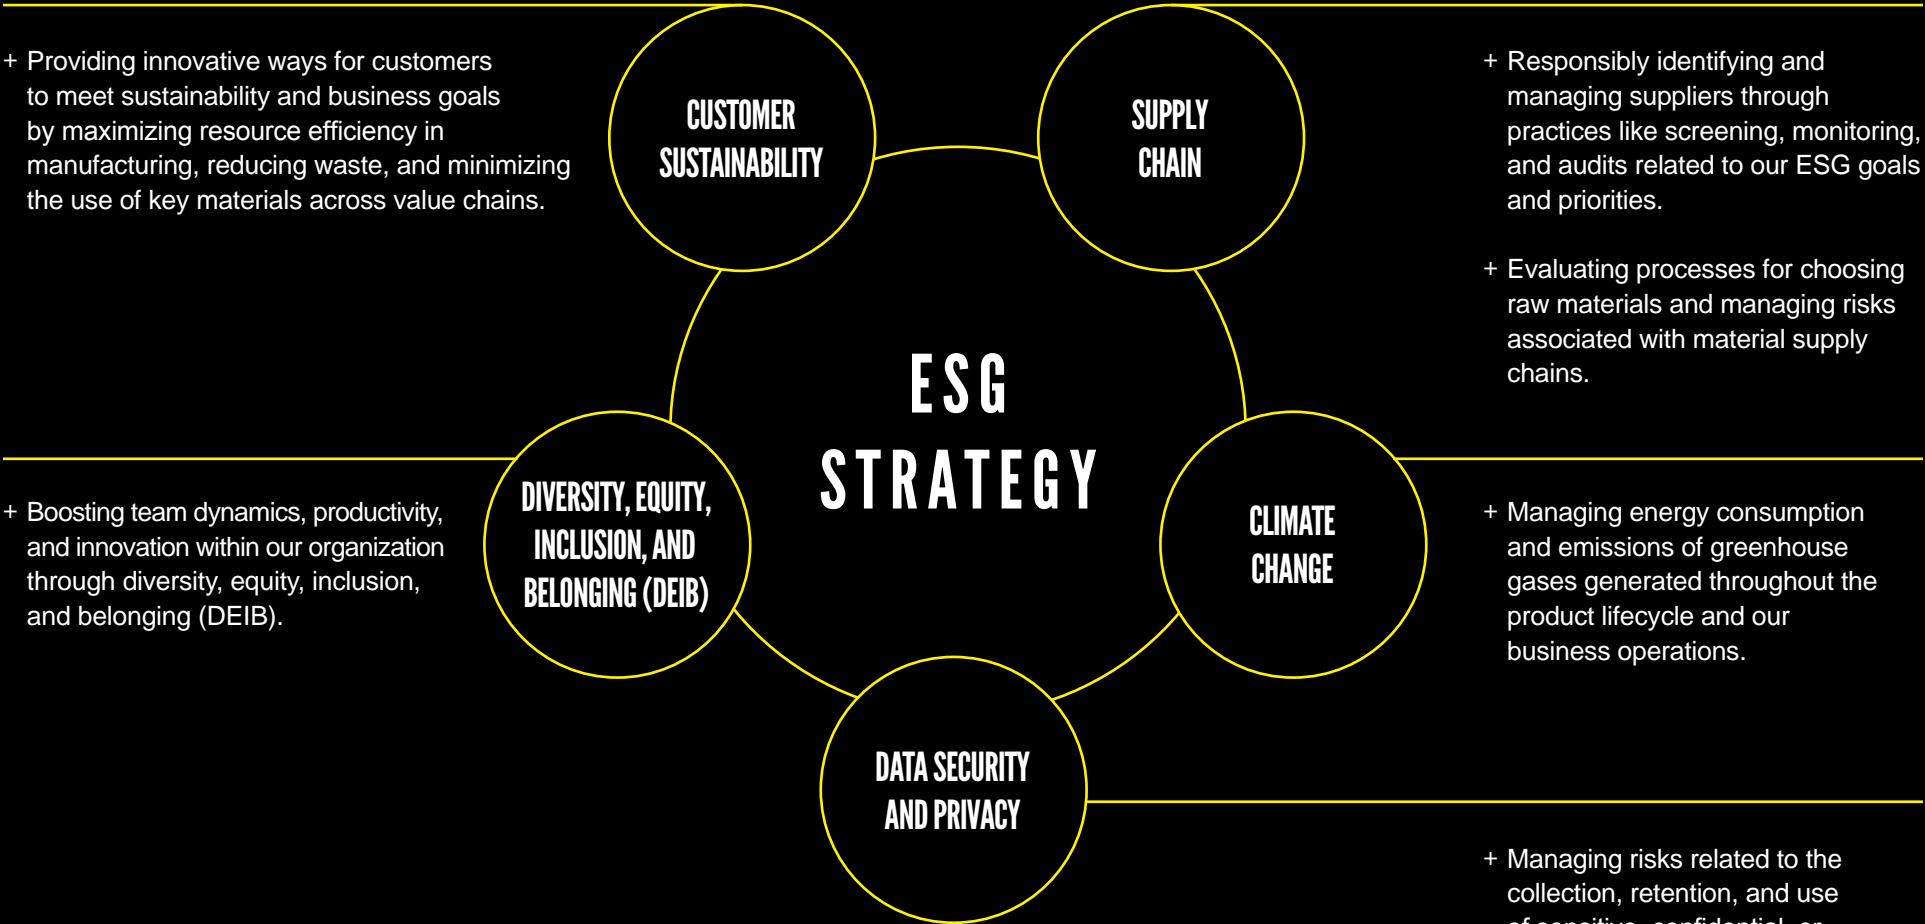 + Providing innovative ways for customers
to meet sustainability and business goals
by maximizing resource efficiency in
manufacturing, reducing waste, and minimizing
the use of key materials across value chains.
CUSTOMER
SUSTAINABILITY
SUPPLY
CHAIN
+ Responsibly identifying and
managing suppliers through
practices like screening, monitoring,
and audits related to our ESG goals
and priorities.
+ Evaluating processes for choosing
raw materials and managing risks
associated with material supply
chains.
ESG
STRATEGY
+ Boosting team dynamics, productivity,
and innovation within our organization
through diversity, equity, inclusion,
and belonging (DEIB).
DIVERSITY, EQUITY,
INCLUSION, AND
BELONGING (DEIB)
CLIMATE
CHANGE
+ Managing energy consumption
and emissions of greenhouse
gases generated throughout the
product lifecycle and our
business operations.
DATA SECURITY
AND PRIVACY
+ Managing risks related to the
collection, retention, and use
of sensitive, confidential, or